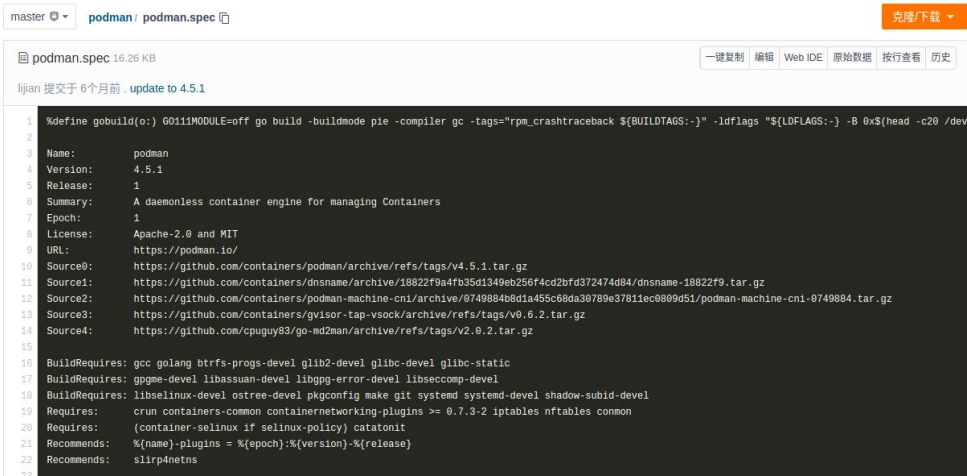 master
podman / podman.spec
克隆/下载
podman.spec 16.26 KB
一键复制 编辑 Web IDE 原始数据 按行查看 历史
lijian 提交于 6个月前 . update to 4.5.1
1 %define gobuild(o:) GO111MODULE=off go build -buildmode pie -compiler gc -tags="rpm_crashtraceback ${BUILDTAGS:-}" -ldflags "${LDFLAGS:-} -B 0x$(head -c20 /dev
2
3 Name: podman
4 Version: 4.5.1
5 Release: 1
6 Summary: A daemonless container engine for managing Containers
7 Epoch: 1
8 License: Apache-2.0 and MIT
9 URL: https://podman.io/
10 Source0: https://github.com/containers/podman/archive/refs/tags/v4.5.1.tar.gz
11 Source1: https://github.com/containers/dnsname/archive/18822f9a4fb35d1349eb256f4cd2bfd372474d84/dnsname-18822f9.tar.gz
12 Source2: https://github.com/containers/podman-machine-cni/archive/0749884b8d1a455c68da30789e37811ec0809d51/podman-machine-cni-0749884.tar.gz
13 Source3: https://github.com/containers/gvisor-tap-vsock/archive/refs/tags/v0.6.2.tar.gz
14 Source4: https://github.com/cpuguy83/go-md2man/archive/refs/tags/v2.0.2.tar.gz
15
16 BuildRequires: gcc golang btrfs-progs-devel glib2-devel glibc-devel glibc-static
17 BuildRequires: gpgme-devel libassuan-devel libgpg-error-devel libseccomp-devel
18 BuildRequires: libselinux-devel ostree-devel pkgconfig make git systemd systemd-devel shadow-subid-devel
19 Requires: crun containers-common containernetworking-plugins >= 0.7.3-2 iptables nftables conmon
20 Requires: (container-selinux if selinux-policy) catatonit
21 Recommends: %{name}-plugins = %{epoch}:%{version}-%{release}
22 Recommends: slirp4netns
23